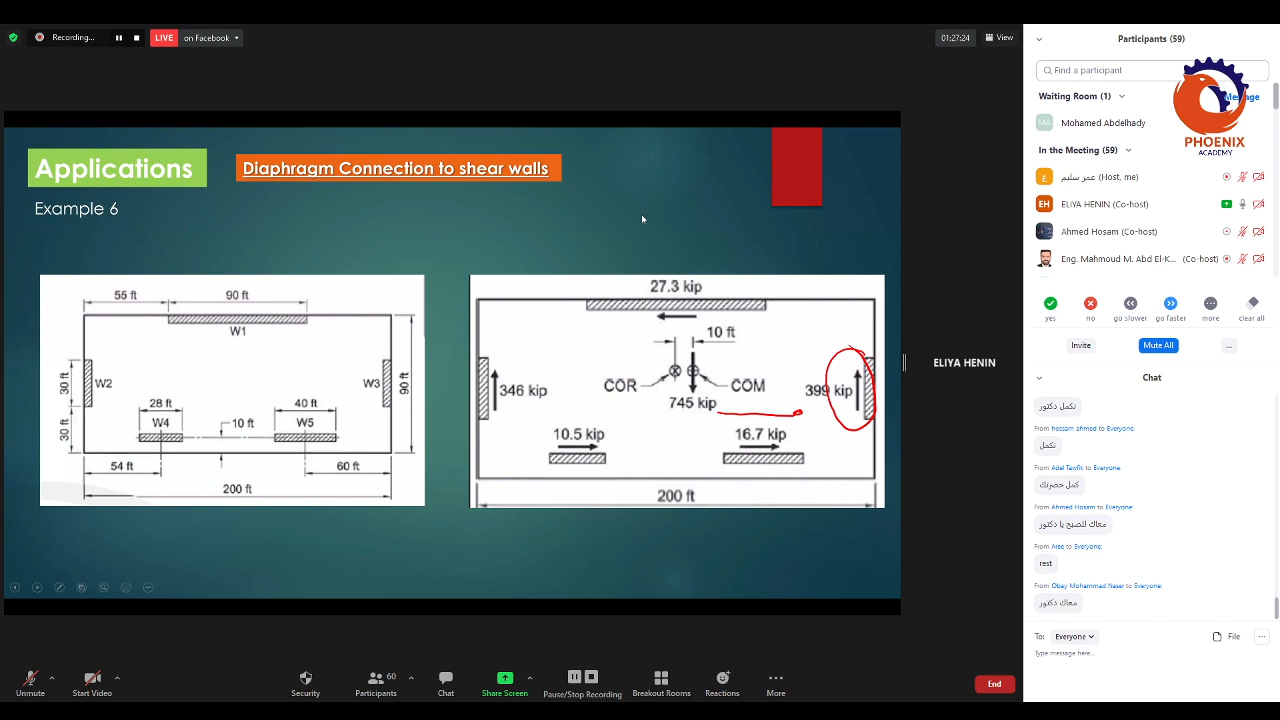 Recording...
LIVE
on Facebook
01:27:24
View
Applications
Diaphragm Connection to shear walls
Example 6
55 ft
90 ft
W1
30 ft
W2
W3
90 ft
28 ft
40 ft
W4
W5
10 ft
30 ft
54 ft
60 ft
200 ft
27.3 kip
10 ft
COR
COM
346 kip
399 kip
745 kip
10.5 kip
16.7 kip
200 ft
ELIYA HENIN
Participants (59)
Find a participant
Waiting Room (1)
Message
MA
Mohamed Abdelhady
PHOENIX
ACADEMY
In the Meeting (59)
ع
عمر سليم (Host, me)
EH
ELIYA HENIN (Co-host)
Ahmed Hosam (Co-host)
Eng. Mahmoud M. Abd El-K... (Co-host)
yes
no
go slower
go faster
more
clear all
Invite
Mute All
...
Chat
تكمل دكتور
From hossam ahmed to Everyone:
تكمل
From Adel Tawfik to Everyone:
كمل حضرتك
From Ahmed Hosam to Everyone:
معاك للصبح يا دكتور
From Aree to Everyone:
rest
From Obay Mohammad Naser to Everyone:
معاك دكتور
To: Everyone
File
Type message here...
Unmute
Start Video
Security
Participants
60
Chat
Share Screen
Pause/Stop Recording
Breakout Rooms
Reactions
More
End